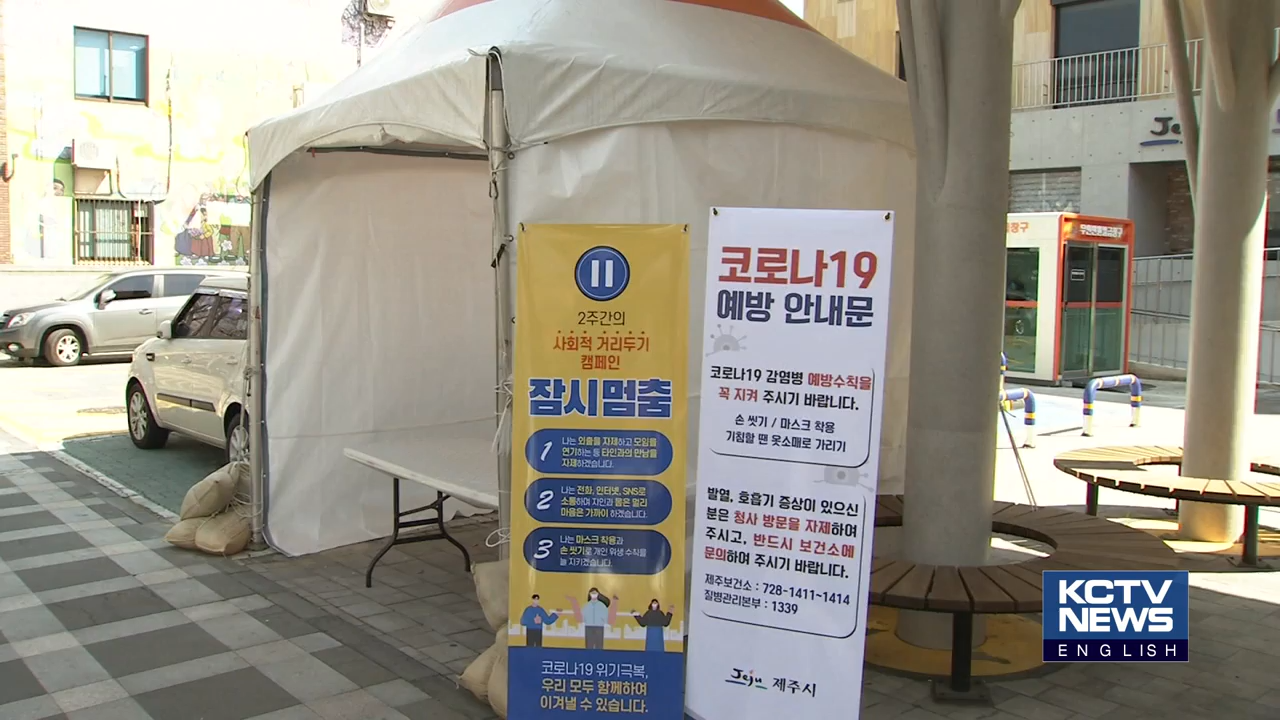 2주간의
사회적 거리두기
캠페인
잠시멈춤
1
나는 외출을 자제하고 모임을
연기하는 등 타인과의 만남를
자제하겠습니다.
2
나는 전화, 인터넷, SNS로
소통하며 지인과 몸은 멀리
마음은 가까이 하겠습니다.
3
나는 마스크 착용과
손 씻기로 개인 위생 수칙을
늘 지키겠습니다.
코로나19 위기극복,
우리 모두 함께하여
이겨낼 수 있습니다.
코로나19
예방 안내문
코로나19 감염병 예방수칙을
꼭 지켜 주시기 바랍니다.
손 씻기 / 마스크 착용
기침할 땐 옷소매로 가리기
발열, 호흡기 증상이 있으신
분은 청사 방문을 자제하여
주시고, 반드시 보건소에
문의하여 주시기 바랍니다.
제주보건소 : 728-1411~1414
질병관리본부 : 1339
Jeju 제주시
Jeju
KCTV
NEWS
ENGLISH